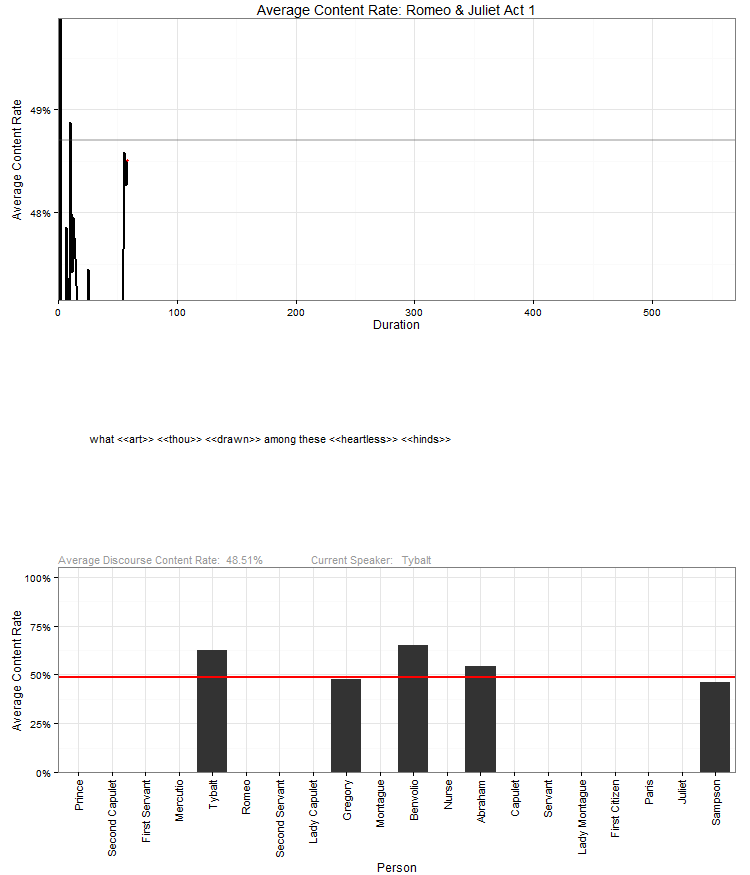 Average Content Rate: Romeo & Juliet Act 1
Average Content Rate
49%
48%
0 100 200 300 400 500
Duration
what <<art>> <<thou>> <<drawn>> among these <<heartless>> <<hinds>>
Average Discourse Content Rate: 48.51% Current Speaker: Tybalt
Average Content Rate
100%
75%
50%
25%
0%
Prince
Second Capulet
First Servant
Mercutio
Tybalt
Romeo
Second Servant
Lady Capulet
Gregory
Montague
Benvolio
Nurse
Abraham
Capulet
Servant
Lady Montague
First Citizen
Paris
Juliet
Sampson
Person